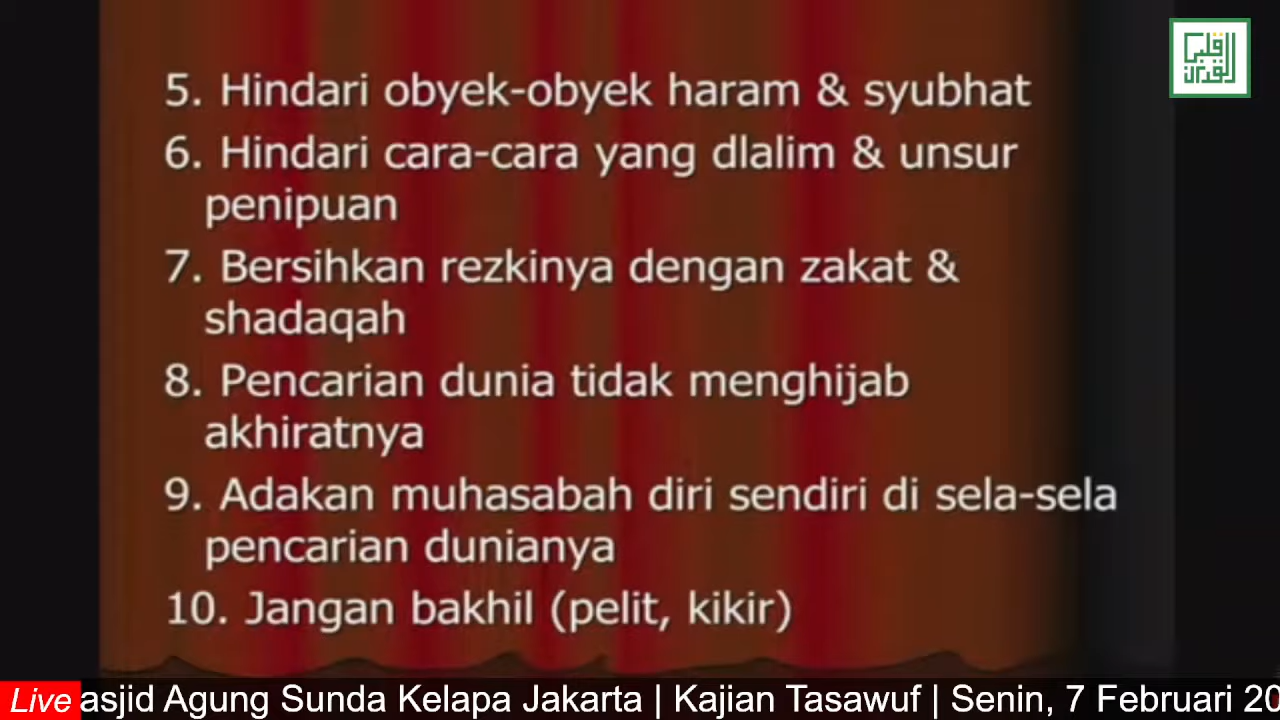 القلب
القرآن
5. Hindari obyek-obyek haram & syubhat
6. Hindari cara-cara yang dlalim & unsur
penipuan
7. Bersihkan rezkinya dengan zakat &
shadaqah
8. Pencarian dunia tidak menghijab
akhiratnya
9. Adakan muhasabah diri sendiri di sela-sela
pencarian dunianya
10. Jangan bakhil (pelit, kikir)
Live asjid Agung Sunda Kelapa Jakarta | Kajian Tasawuf | Senin, 7 Februari 20